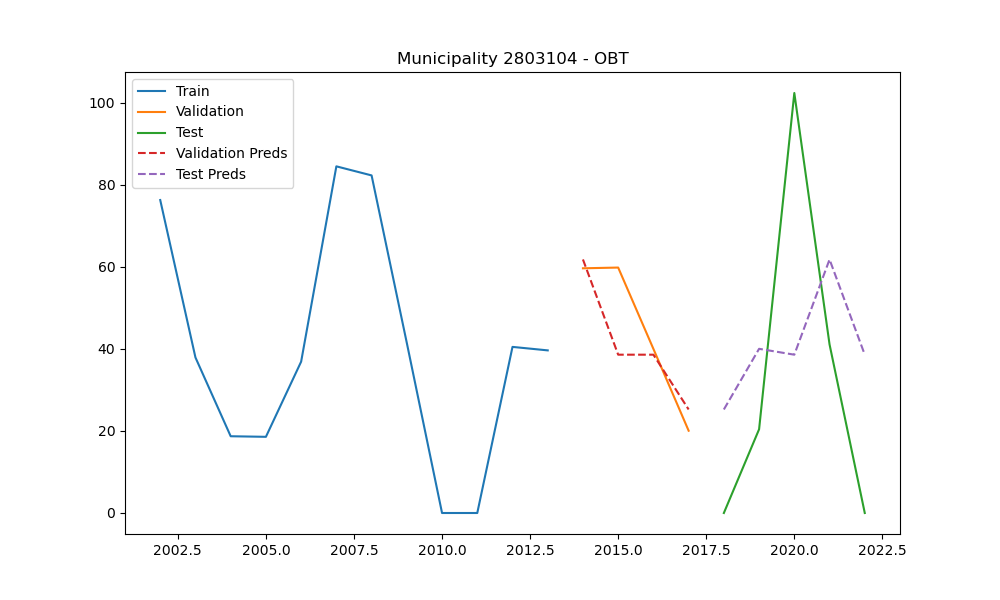 Municipality 2803104 - OBT
Train
Validation
Test
Validation Preds
Test Preds
100
80
60
40
20
0
2002.5 2005.0 2007.5 2010.0 2012.5 2015.0 2017.5 2020.0 2022.5